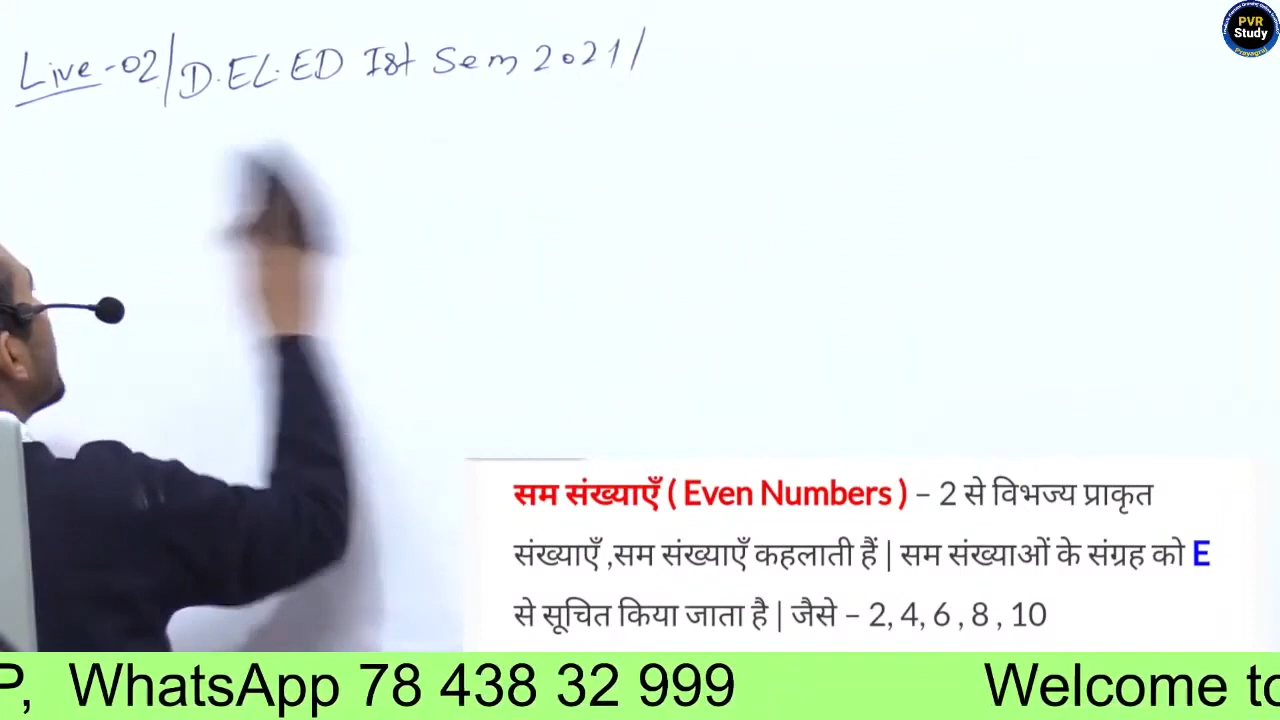 Live-02/D.EL.ED Ist Sem 2021/
PVR
Study
Prayagraj
सम संख्याएँ ( Even Numbers ) – 2 से विभज्य प्राकृत
संख्याएँ ,सम संख्याएँ कहलाती हैं | सम संख्याओं के संग्रह को E
से सूचित किया जाता है | जैसे – 2, 4, 6 , 8 , 10
P, WhatsApp 78 438 32 999 Welcome to